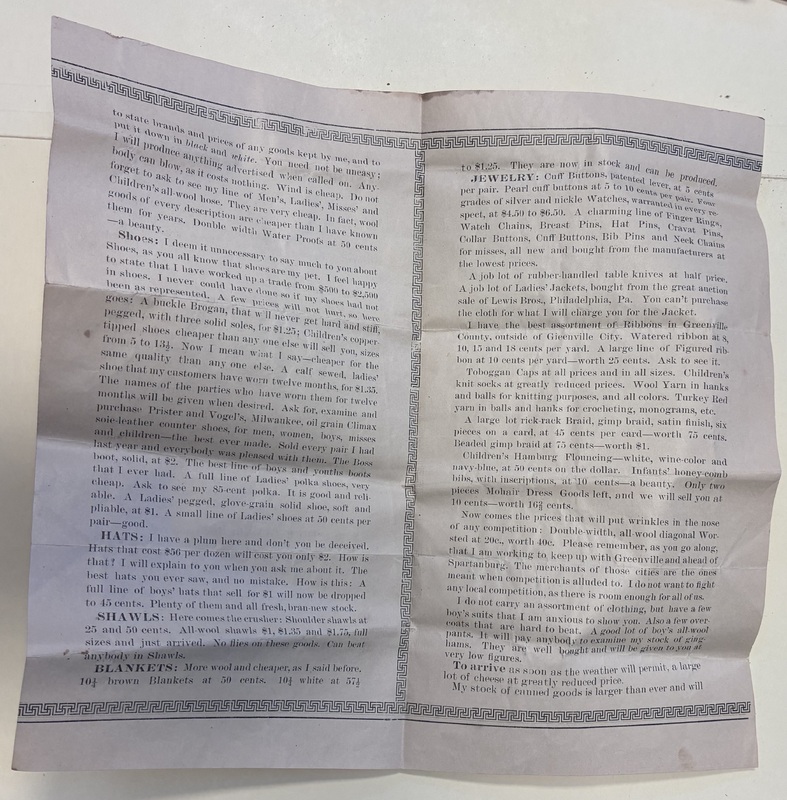 to state brands and prices of any goods kept by me, and to
put it down in black and white. You need not be uneasy;
I will produce anything advertised when called on. Any-
body can blow, as it costs nothing. Wind is cheap. Do not
forget to ask to see my line of Men's, Ladies', Misses' and
Children's all-wool hose. They are very cheap. In fact, wool
goods of every description are cheaper than I have known
them for years. Double width Water Proofs at 50 cents
—a beauty.
Shoes: I deem it unnecessary to say much to you about
Shoes, as you all know that shoes are my pet. I feel happy
to state that I have worked up a trade from $500 to $2,500
in shoes. I never could have done so if my shoes had not
been as represented. A few prices will not hurt, so here
goes: A buckle Brogan, that will never get hard and stiff,
pegged, with three solid soles, for $1.25; Children's copper-
tipped shoes cheaper than any one else will sell you, sizes
from 5 to 13½. Now I mean what I say—cheaper for the
same quality than any one else. A calf sewed, ladies'
shoe that my customers have worn twelve months, for $1.35.
The names of the parties who have worn them for twelve
months will be given when desired. Ask for, examine and
purchase Prister and Vogel's, Milwaukee, oil grain Climax
sole-leather counter shoes, for men, women, boys, misses
and children—the best ever made. Sold every pair I had
last year and everybody was pleased with them. The Boss
boot, solid, at $2. The best line of boys and youths boots
that I ever had. A full line of Ladies' polka shoes, very
cheap. Ask to see my 85-cent polka. It is good and reli-
able. A Ladies' pegged, glove-grain solid shoe, soft and
pliable, at $1. A small line of Ladies' shoes at 50 cents per
pair—good.
HATS: I have a plum here and don't you be deceived.
Hats that cost $56 per dozen will cost you only $2. How is
that? I will explain to you when you ask me about it. The
best hats you ever saw, and no mistake. How is this: A
full line of boys' hats that sell for $1 will now be dropped
to 45 cents. Plenty of them and all fresh, bran-new stock.
SHAWLS: Here comes the crusher: Shoulder shawls at
25 and 50 cents. All-wool shawls $1, $1.35 and $1.75, full
sizes and just arrived. No flies on these goods. Can beat
anybody in Shawls.
BLANKETS: More wool and cheaper, as I said before.
10¼ brown Blankets at 50 cents. 10¼ white at 57½
to $1.25. They are now in stock and can be produced.
JEWELRY: Cuff Buttons, patented lever, at 5 cents
per pair. Pearl cuff buttons at 5 to 10 cents per pair. Four
grades of silver and nickle Watches, warranted in every re-
spect, at $4.50 to $6.50. A charming line of Finger Rings,
Watch Chains, Breast Pins, Hat Pins, Cravat Pins,
Collar Buttons, Cuff Buttons, Bib Pins and Neck Chains
for misses, all new and bought from the manufacturers at
the lowest prices.
A job lot of rubber-handled table knives at half price.
A job lot of Ladies' Jackets, bought from the great auction
sale of Lewis Bros., Philadelphia, Pa. You can't purchase
the cloth for what I will charge you for the Jacket.
I have the best assortment of Ribbons in Greenville
County, outside of Greenville City. Watered ribbon at 8,
10, 15 and 18 cents per yard. A large line of Figured rib-
bon at 10 cents per yard—worth 25 cents. Ask to see it.
Toboggan Caps at all prices and in all sizes. Children's
knit socks at greatly reduced prices. Wool Yarn in hanks
and balls for knitting purposes, and all colors. Turkey Red
yarn in balls and hanks for crocheting, monograms, etc.
A large lot rick-rack Braid, gimp braid, satin finish, six
pieces on a card, at 45 cents per card—worth 75 cents.
Beaded gimp braid at 75 cents—worth $1.
Children's Hamburg Flouncing—white, wine-color and
navy-blue, at 50 cents on the dollar. Infants' honey-comb
bibs, with inscriptions, at 10 cents—a beauty. Only two
pieces Mohair Dress Goods left, and we will sell you at
10 cents—worth 16⅔ cents.
Now comes the prices that will put wrinkles in the nose
of any competition: Double-width, all-wool diagonal Wor-
sted at 20c., worth 40c. Please remember, as you go along,
that I am working to keep up with Greenville and ahead of
Spartanburg. The merchants of those cities are the ones
meant when competition is alluded to. I do not want to fight
any local competition, as there is room enough for all of us.
I do not carry an assortment of clothing, but have a few
boy's suits that I am anxious to show you. Also a few over-
coats that are hard to beat. A good lot of boy's all-wool
pants. It will pay anybody to examine my stock of ging-
hams. They are well bought and will be given to you at
very low figures.
To arrive as soon as the weather will permit, a large
lot of cheese at greatly reduced price.
My stock of canned goods is larger than ever and will